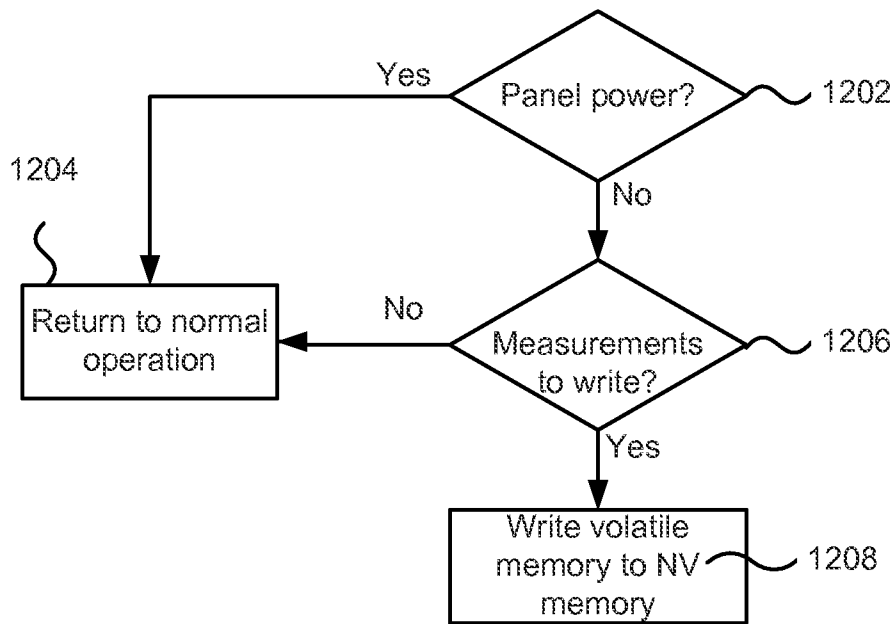 Yes
Panel power?
1202
1204
No
Return to normal
operation
No
Measurements
to write?
1206
Yes
Write volatile
memory to NV
memory
1208